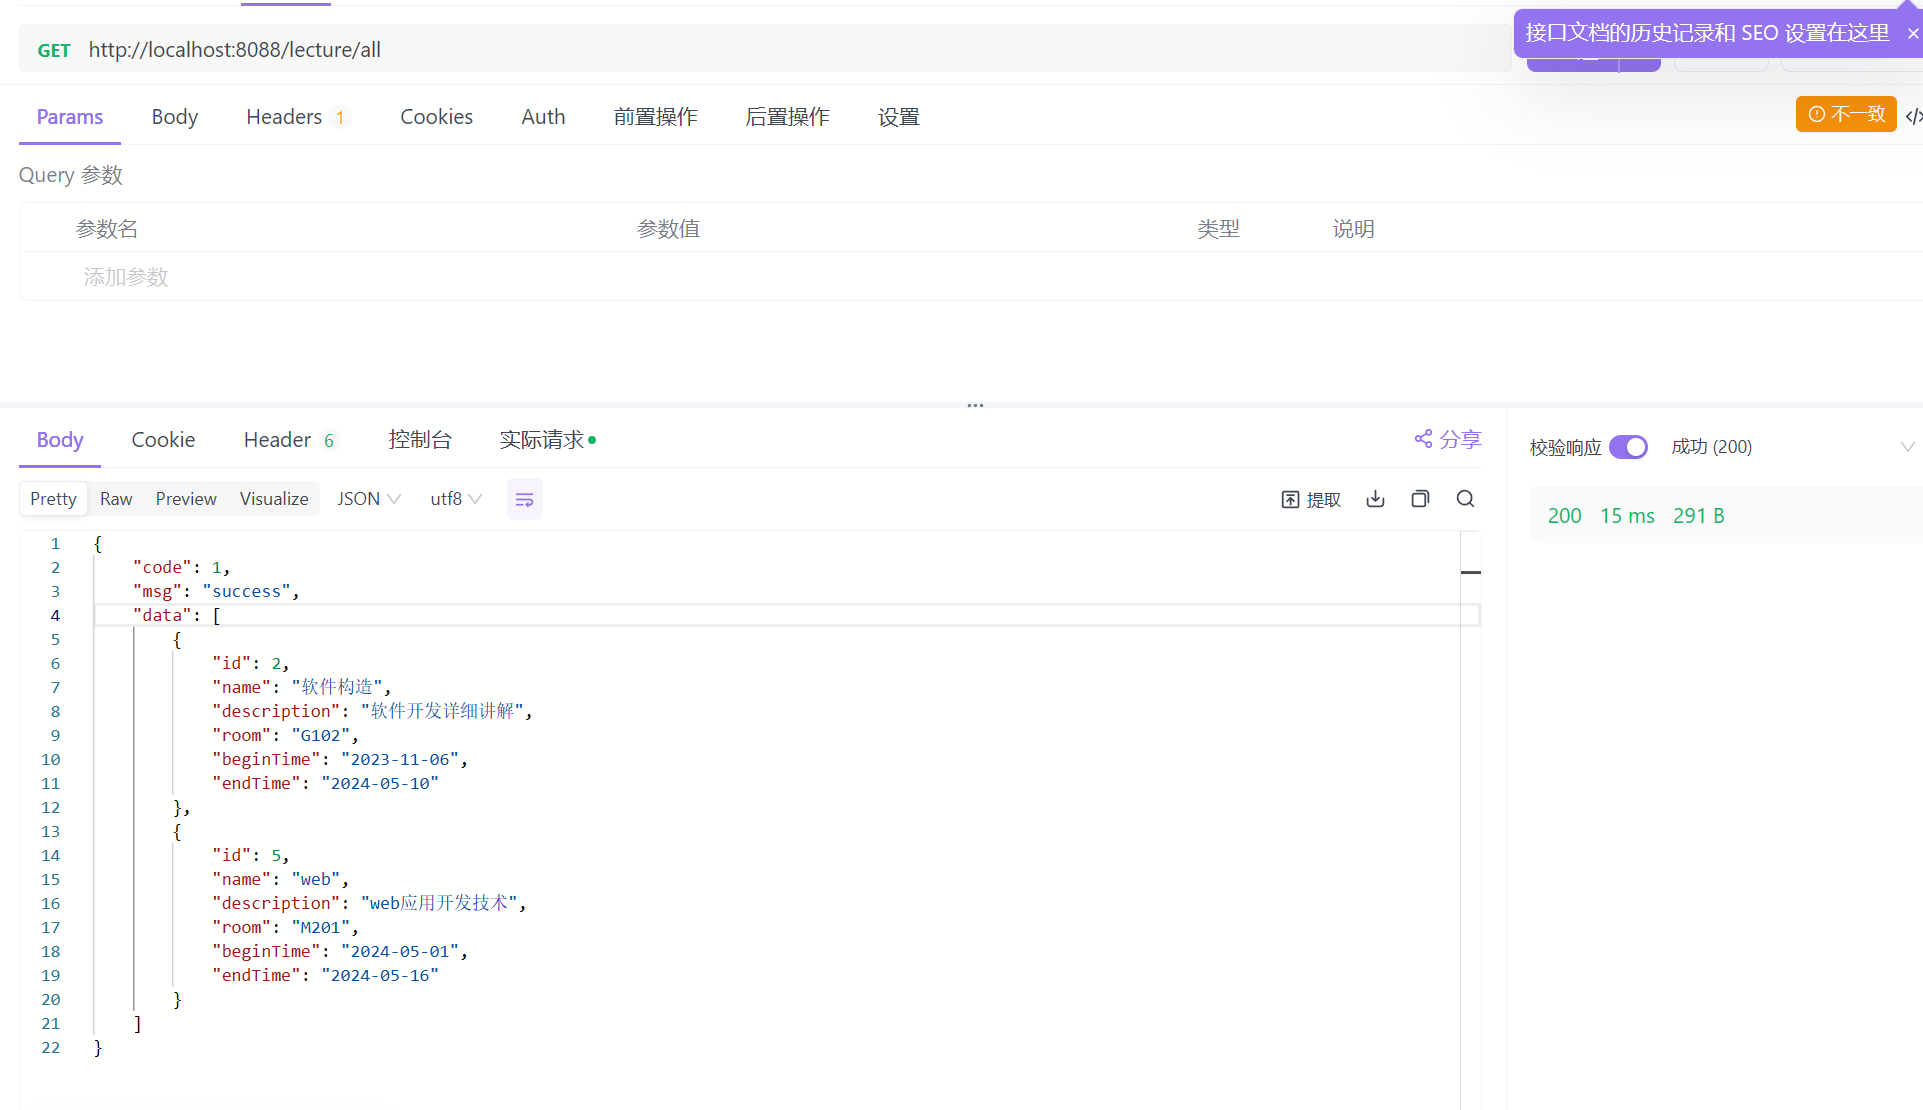 接口文档的历史记录和 SEO 设置在这里 ×
GET http://localhost:8088/lecture/all
Params Body Headers 1 Cookies Auth 前置操作 后置操作 设置 不一致 </>
Query 参数
参数名 参数值 类型 说明
添加参数
Body Cookie Header 6 控制台 实际请求 分享 校验响应 成功 (200)
Pretty Raw Preview Visualize JSON utf8 提取
200 15 ms 291 B
1 {
2 "code": 1,
3 "msg": "success",
4 "data": [
5 {
6 "id": 2,
7 "name": "软件构造",
8 "description": "软件开发详细讲解",
9 "room": "G102",
10 "beginTime": "2023-11-06",
11 "endTime": "2024-05-10"
12 },
13 {
14 "id": 5,
15 "name": "web",
16 "description": "web应用开发技术",
17 "room": "M201",
18 "beginTime": "2024-05-01",
19 "endTime": "2024-05-16"
20 }
21 ]
22 }